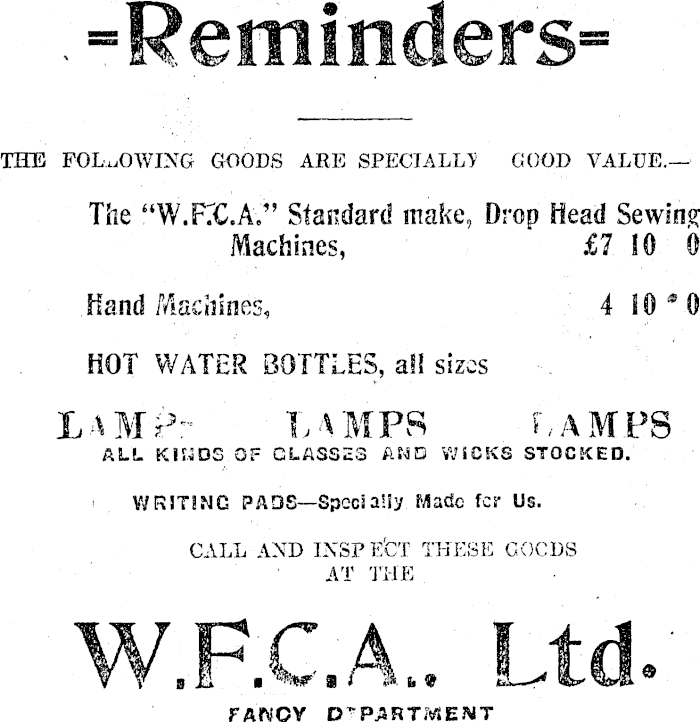 =Reminders=
THE FOLLOWING GOODS ARE SPECIALLY GOOD VALUE.—
The “W.F.C.A.” Standard make, Drop Head Sewing
Machines, £7 10 0
Hand Machines, 4 10 0
HOT WATER BOTTLES, all sizes
LAMPS LAMPS LAMPS
ALL KINDS OF GLASSES AND WICKS STOCKED.
WRITING PADS—Specially Made for Us.
CALL AND INSPECT THESE GOODS
AT THE
W.F.C.A., Ltd.
FANCY DEPARTMENT